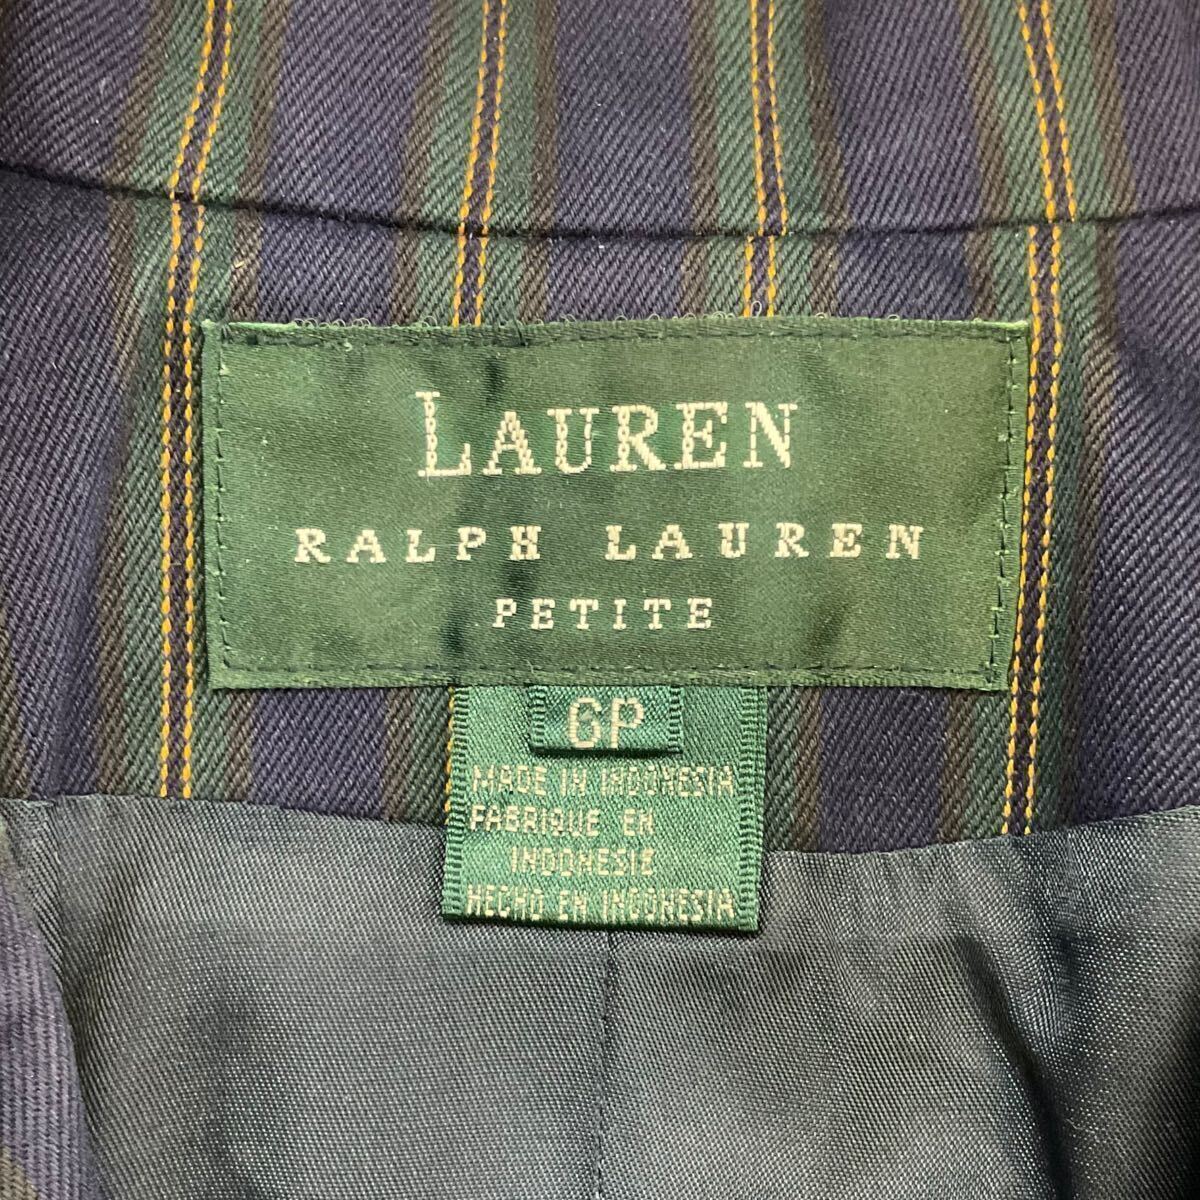 LAUREN
RALPH LAUREN
PETITE
6P
MADE IN INDONESIA
FABRIQUE EN
INDONESIE
HECHO EN INDONESIA